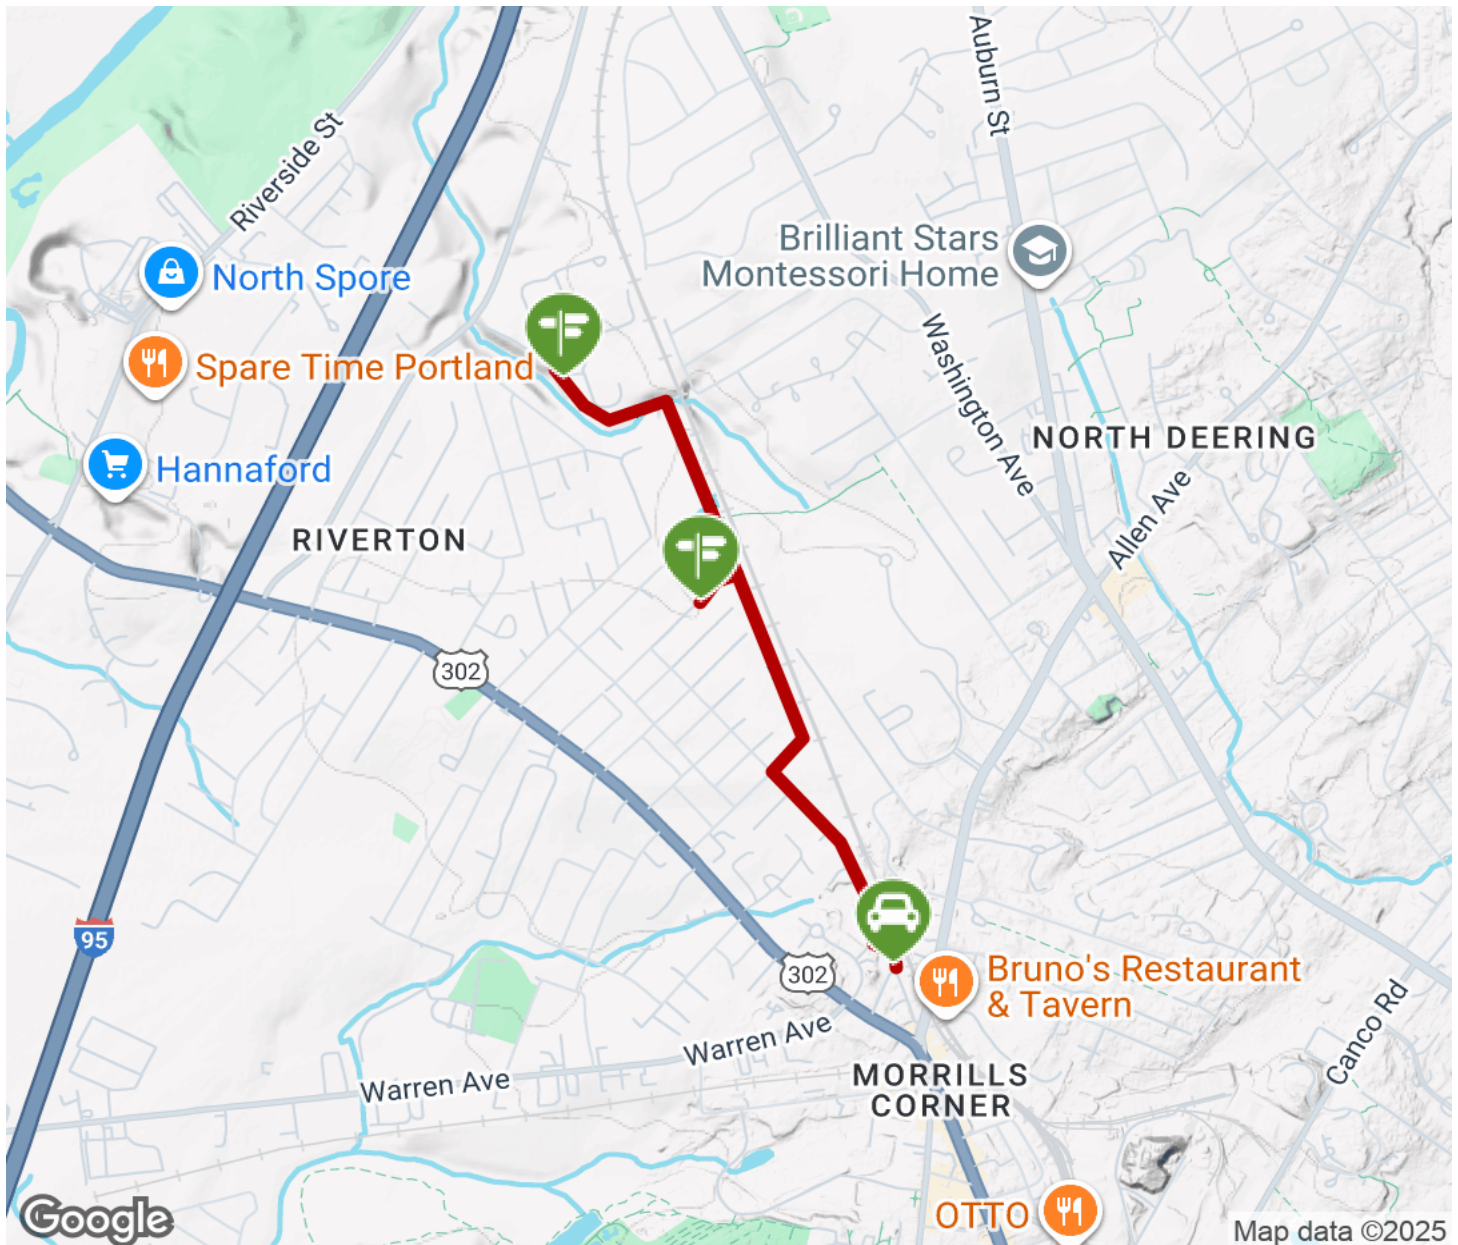 Auburn St
Riverside St
Brilliant Stars
Montessori Home
North Spore
Spare Time Portland
Washington Ave
NORTH DEERING
Hannaford
Allen Ave
RIVERTON
302
95
Bruno's Restaurant
& Tavern
302
Canco Rd
Warren Ave
Warren Ave
MORRILLS
CORNER
OTTO
Google
Map data ©2025